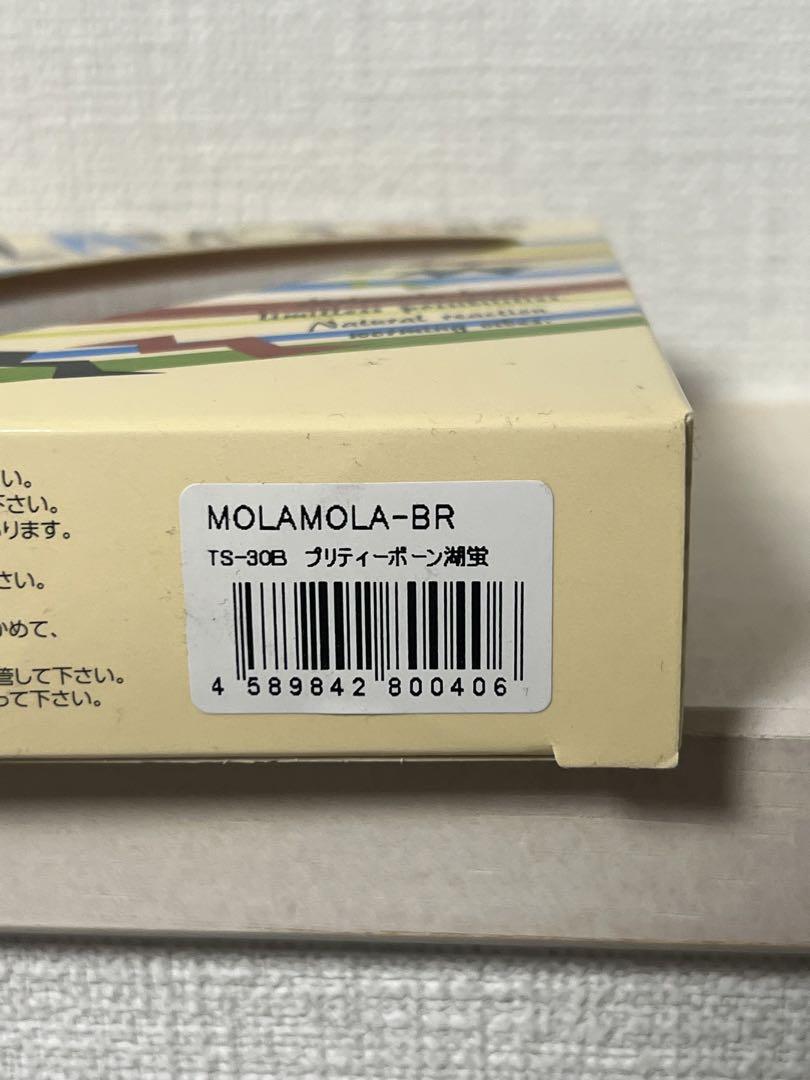 Natural reaction
い。
下さい。
ります。
さい。
かめて、
管して下さい。
って下さい。
MOLAMOLA-BR
TS-30B プリティーボーン湖蛍
4 589842 800406